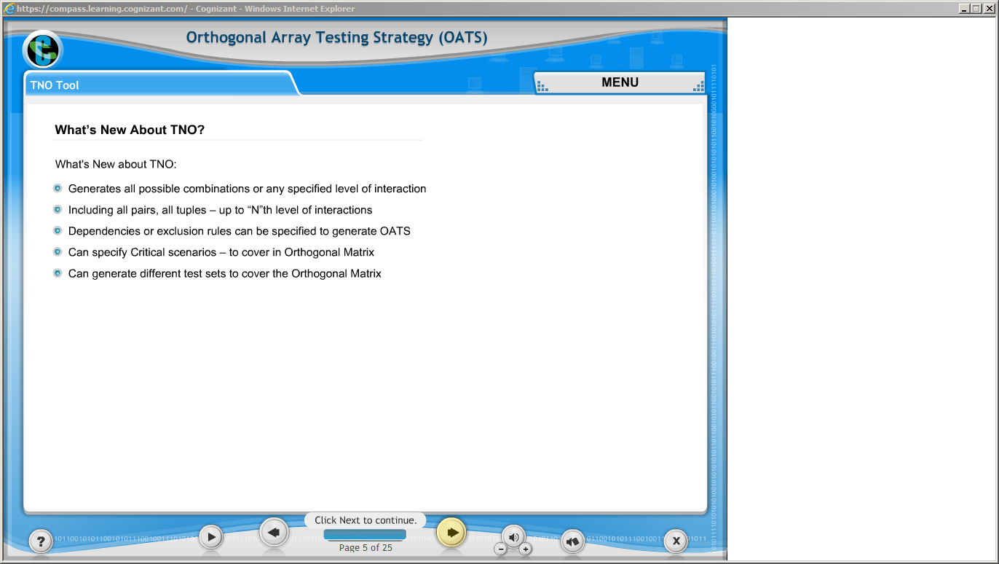 https://compass.learning.cognizant.com/ - Cognizant - Windows Internet Explorer
Orthogonal Array Testing Strategy (OATS)
TNO Tool
MENU
What’s New About TNO?
What's New about TNO:
Generates all possible combinations or any specified level of interaction
Including all pairs, all tuples – up to “N”th level of interactions
Dependencies or exclusion rules can be specified to generate OATS
Can specify Critical scenarios – to cover in Orthogonal Matrix
Can generate different test sets to cover the Orthogonal Matrix
Click Next to continue.
Page 5 of 25
?
X